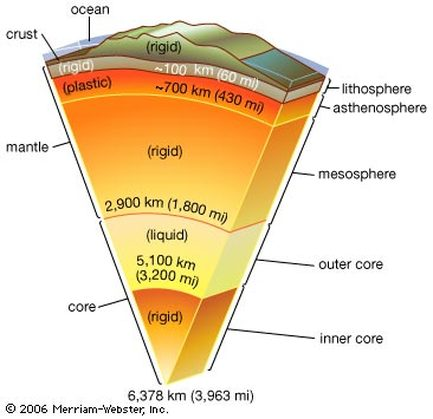 ocean
crust
(rigid)
(rigid)
~100 km (60 mi)
(plastic)
~700 km (430 mi)
lithosphere
asthenosphere
mantle
(rigid)
mesosphere
2,900 km (1,800 mi)
(liquid)
5,100 km
(3,200 mi)
outer core
core
(rigid)
inner core
6,378 km (3,963 mi)
© 2006 Merriam-Webster, Inc.